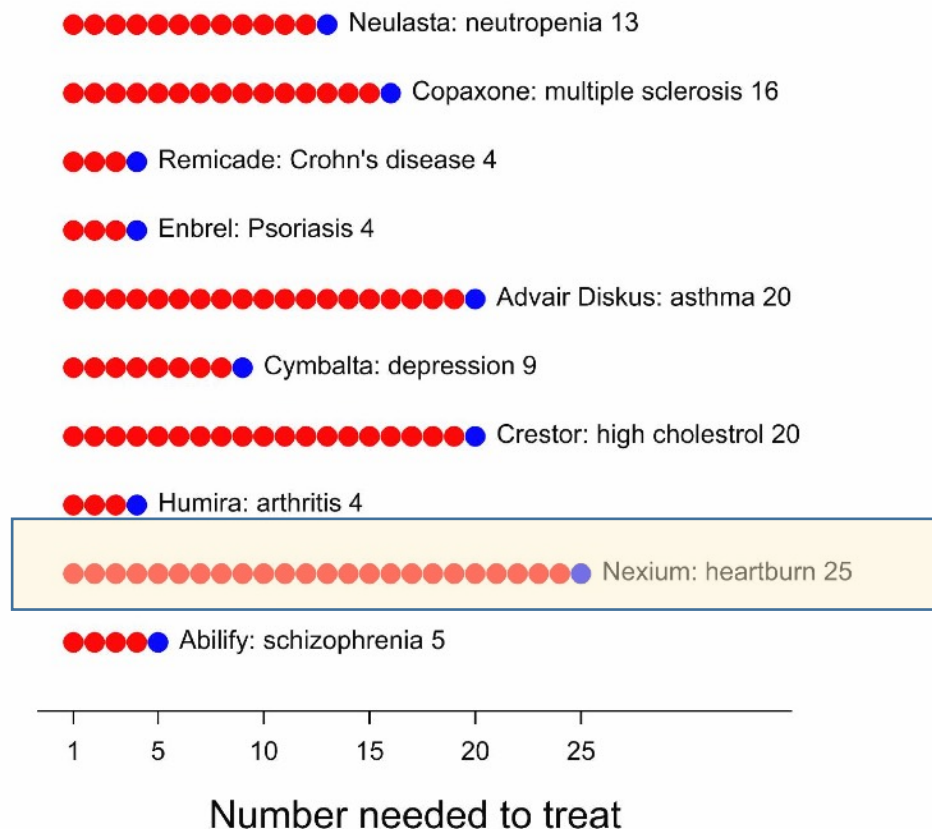 Neulasta: neutropenia 13
Copaxone: multiple sclerosis 16
Remicade: Crohn's disease 4
Enbrel: Psoriasis 4
Advair Diskus: asthma 20
Cymbalta: depression 9
Crestor: high cholestrol 20
Humira: arthritis 4
Nexium: heartburn 25
Abilify: schizophrenia 5
1 5 10 15 20 25
Number needed to treat